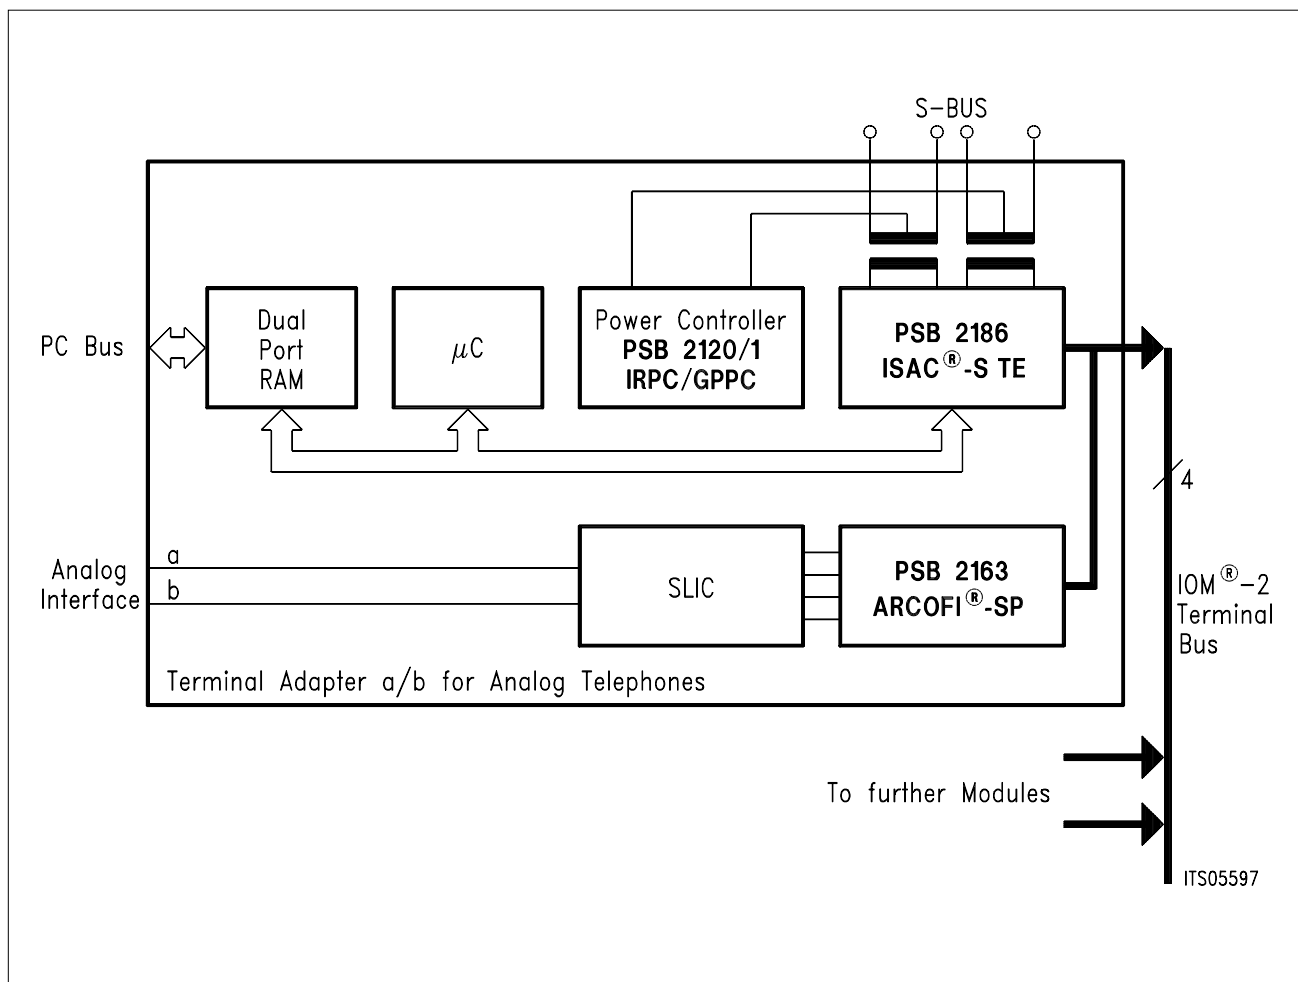 S-BUS
PC Bus
Dual
Port
RAM
μC
Power Controller
PSB 2120/1
IRPC/GPPC
PSB 2186
ISAC®-S TE
4
Analog
Interface
a
b
SLIC
PSB 2163
ARCOFI®-SP
IOM®-2
Terminal
Bus
Terminal Adapter a/b for Analog Telephones
To further Modules
ITS05597